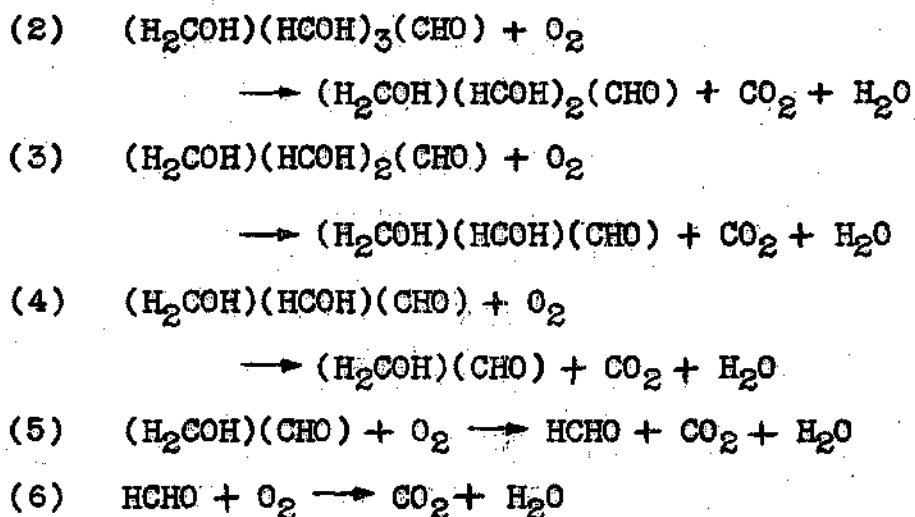 (2) (H₂COH)(HCOH)₃(CHO) + O₂
→ (H₂COH)(HCOH)₂(CHO) + CO₂ + H₂O
(3) (H₂COH)(HCOH)₂(CHO) + O₂
→ (H₂COH)(HCOH)(CHO) + CO₂ + H₂O
(4) (H₂COH)(HCOH)(CHO) + O₂
→ (H₂COH)(CHO) + CO₂ + H₂O
(5) (H₂COH)(CHO) + O₂ → HCHO + CO₂ + H₂O
(6) HCHO + O₂ → CO₂ + H₂O